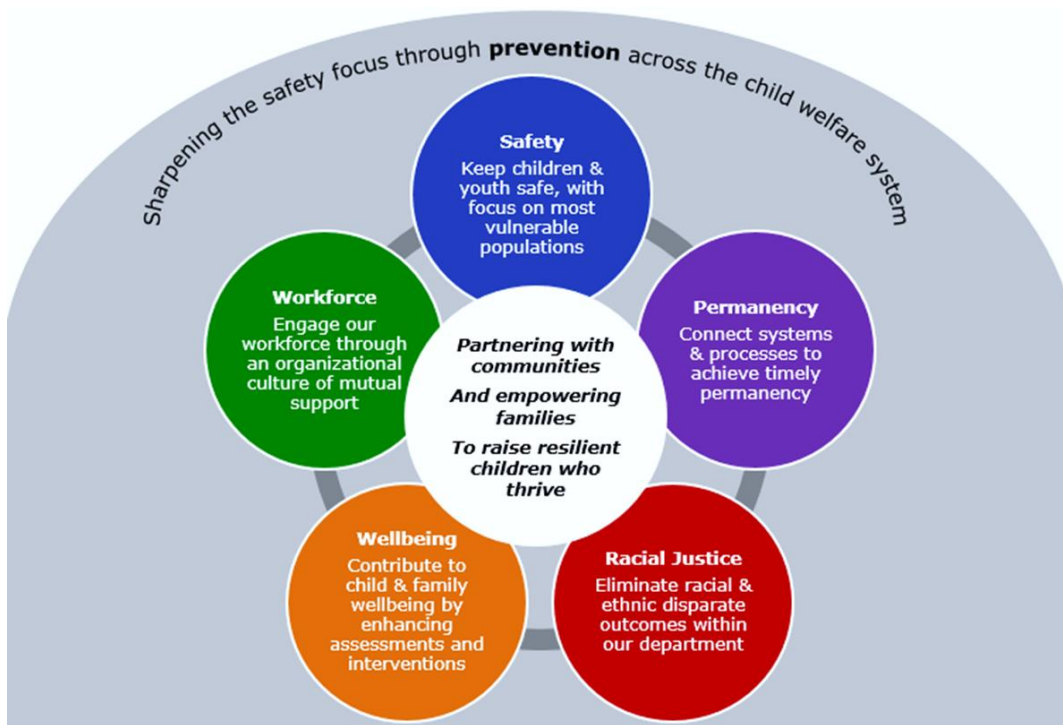 Sharpening the safety focus through prevention across the child welfare system
Safety
Keep children &
youth safe, with
focus on most
vulnerable
populations
Workforce
Engage our
workforce through
an organizational
culture of mutual
support
Permanency
Connect systems
& processes to
achieve timely
permanency
Partnering with
communities
And empowering
families
To raise resilient
children who
thrive
Wellbeing
Contribute to
child & family
wellbeing by
enhancing
assessments and
interventions
Racial Justice
Eliminate racial &
ethnic disparate
outcomes within
our department